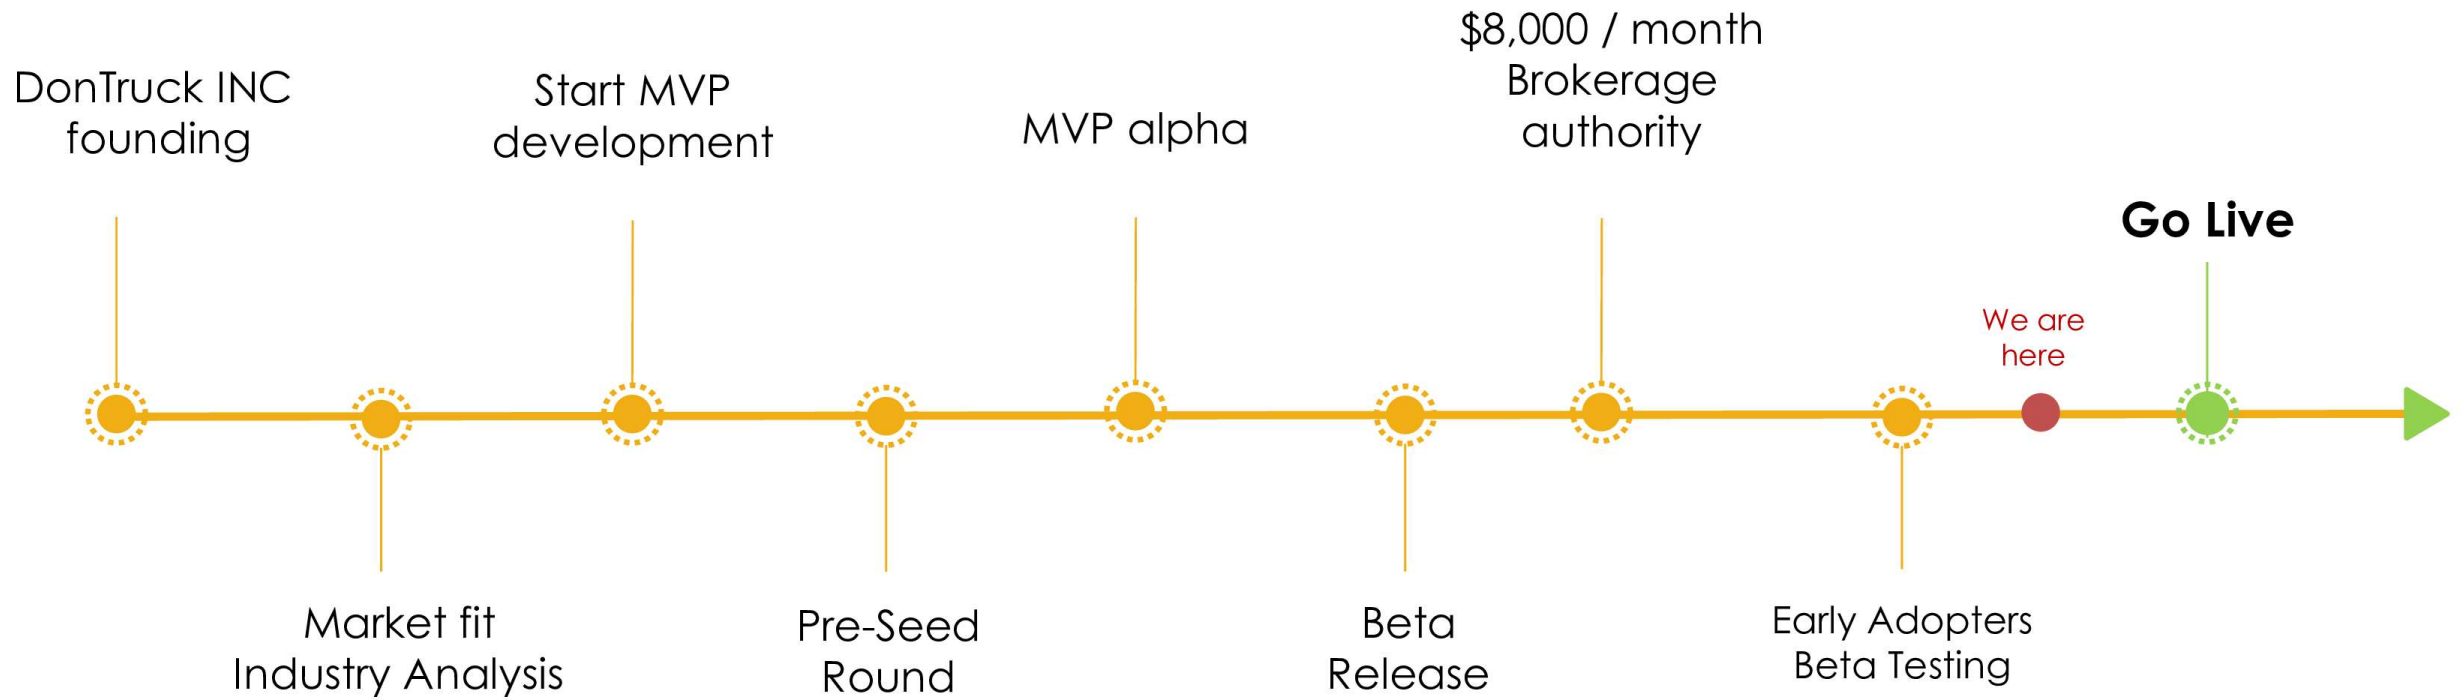 DonTruck INC
founding
Market fit
Industry Analysis
Start MVP
development
Pre-Seed
Round
MVP alpha
Beta
Release
$8,000 / month
Brokerage
authority
Early Adopters
Beta Testing
We are
here
Go Live